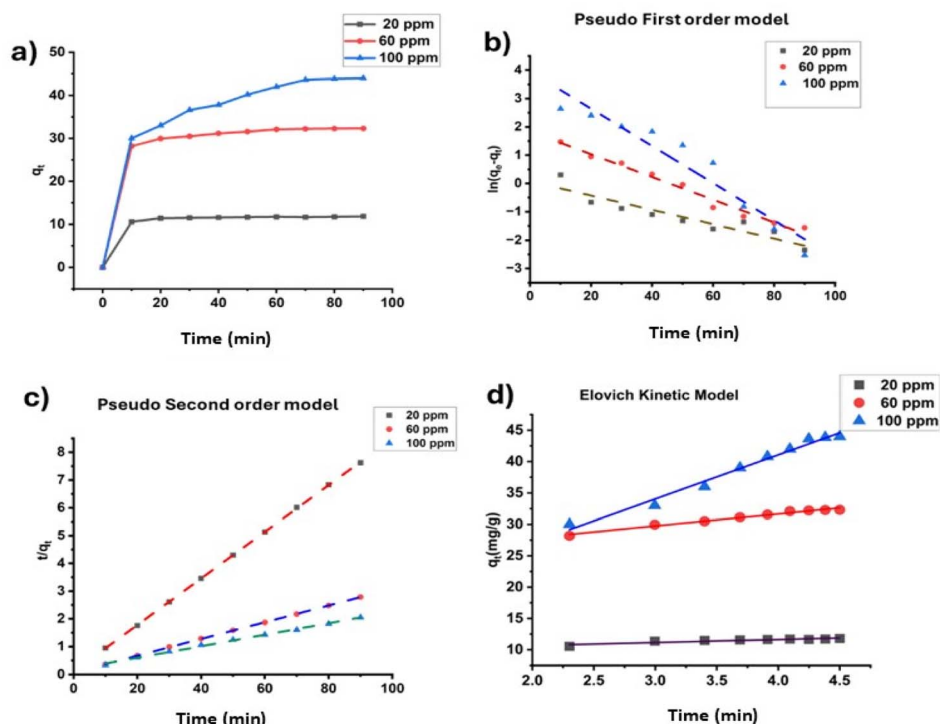 a)
20 ppm
60 ppm
100 ppm
50
40
30
20
10
0
qt
0 20 40 60 80 100
Time (min)
Pseudo First order model
b)
20 ppm
60 ppm
100 ppm
4
3
2
1
0
−1
−2
−3
ln(qe-qt)
20 40 60 80 100
Time (min)
c)
Pseudo Second order model
20 ppm
60 ppm
100 ppm
8
7
6
5
4
3
2
1
0
t/qt
0 20 40 60 80 100
Time (min)
d)
Elovich Kinetic Model
20 ppm
60 ppm
100 ppm
45
40
35
30
25
20
15
10
qt(mg/g)
2.0 2.5 3.0 3.5 4.0 4.5
Time (min)